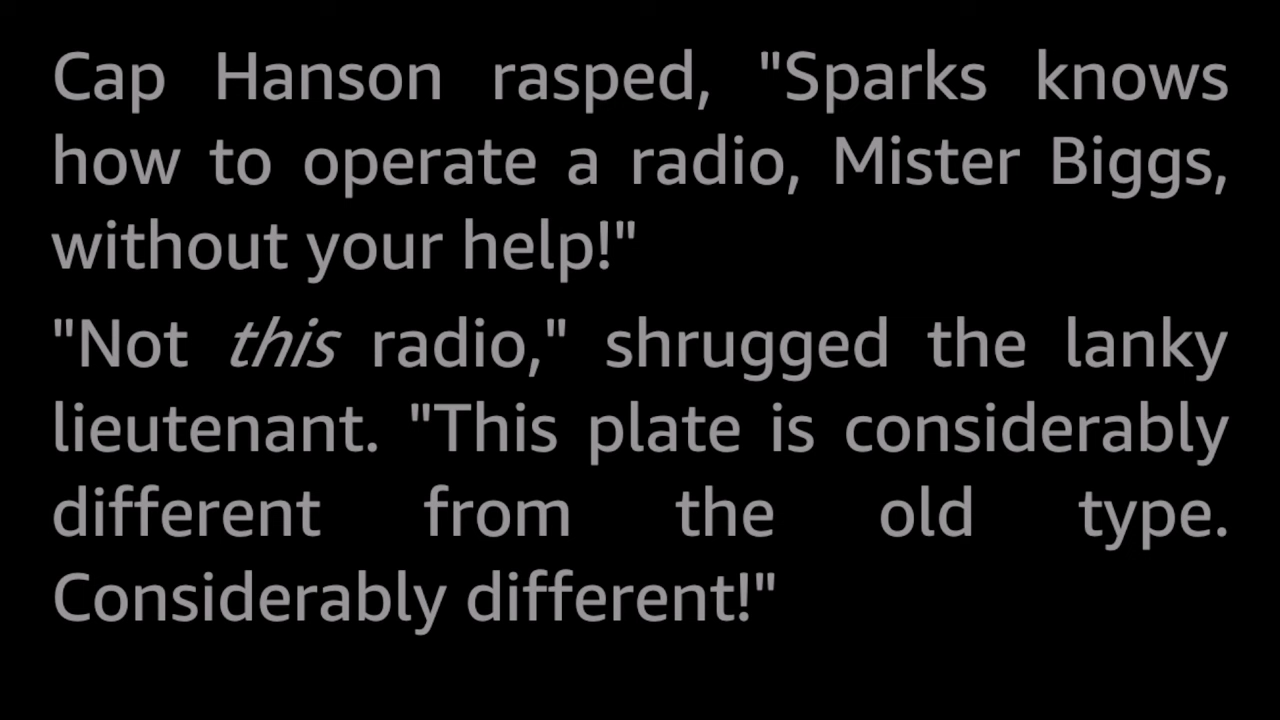 Cap Hanson rasped, "Sparks knows
how to operate a radio, Mister Biggs,
without your help!"
"Not this radio," shrugged the lanky
lieutenant. "This plate is considerably
different from the old type.
Considerably different!"